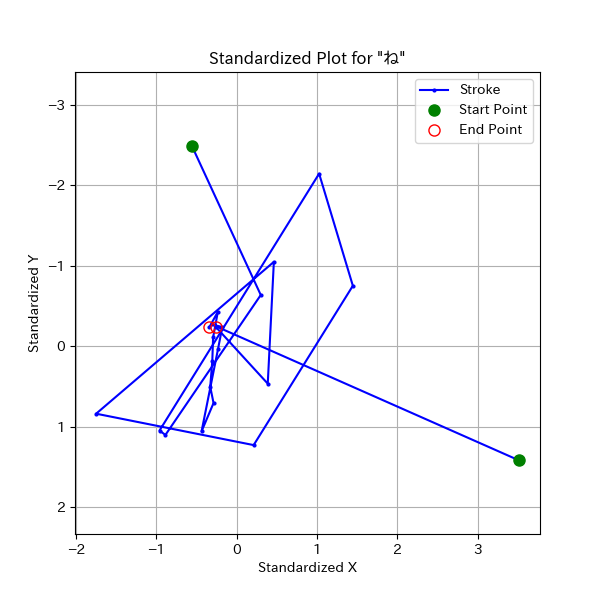 Standardized Plot for "ね"
Stroke
Start Point
End Point
Standardized Y
−3
−2
−1
0
1
2
−2 −1 0 1 2 3
Standardized X